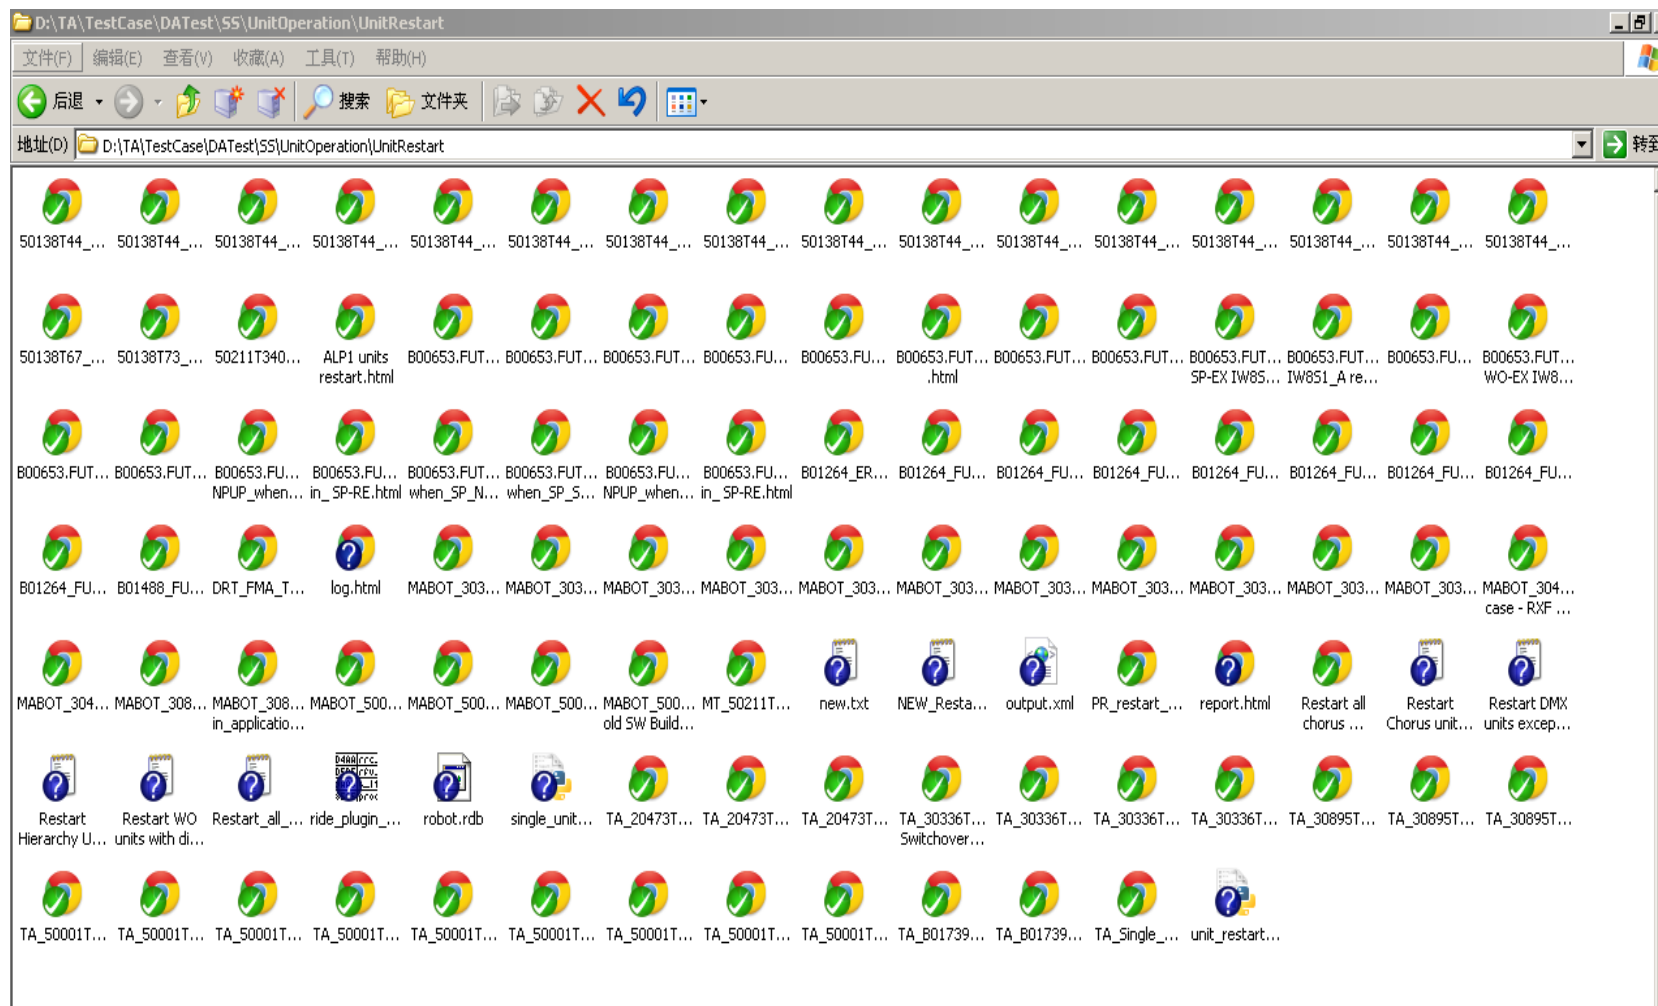 D:\TA\TestCase\DATest\SS\UnitOperation\UnitRestart
文件(F) 编辑(E) 查看(V) 收藏(A) 工具(T) 帮助(H)
后退 搜索 文件夹
地址(D) D:\TA\TestCase\DATest\SS\UnitOperation\UnitRestart 转到
50138T44_... 50138T44_... 50138T44_... 50138T44_... 50138T44_... 50138T44_... 50138T44_... 50138T44_... 50138T44_... 50138T44_... 50138T44_... 50138T44_... 50138T44_... 50138T44_... 50138T44_... 50138T44_...
50138T67_... 50138T73_... 50211T340... ALP1 units B00653.FUT... B00653.FUT... B00653.FUT... B00653.FU... B00653.FU... B00653.FUT... B00653.FUT... B00653.FUT... B00653.FUT... B00653.FUT... B00653.FU... B00653.FUT...
restart.html .html SP-EX IW8S... IW8S1_A re... WO-EX IW8...
B00653.FUT... B00653.FUT... B00653.FU... B00653.FU... B00653.FUT... B00653.FUT... B00653.FU... B00653.FU... B01264_ER... B01264_FU... B01264_FU... B01264_FU... B01264_FU... B01264_FU... B01264_FU... B01264_FU...
NPUP_when... in_ SP-RE.html when_SP_N... when_SP_S... NPUP_when... in_ SP-RE.html
B01264_FU... B01488_FU... DRT_FMA_T... log.html MABOT_303... MABOT_303... MABOT_303... MABOT_303... MABOT_303... MABOT_303... MABOT_303... MABOT_303... MABOT_303... MABOT_303... MABOT_303... MABOT_304...
case - RXF ...
MABOT_304... MABOT_308... MABOT_308... MABOT_500... MABOT_500... MABOT_500... MABOT_500... MT_50211T... new.txt NEW_Resta... output.xml PR_restart_... report.html Restart all Restart Restart DMX
in_applicatio... old SW Build... chorus ... Chorus unit... units excep...
Restart Restart WO Restart_all_... ride_plugin_... robot.rdb single_unit... TA_20473T... TA_20473T... TA_20473T... TA_30336T... TA_30336T... TA_30336T... TA_30336T... TA_30895T... TA_30895T... TA_30895T...
Hierarchy U... units with di... Switchover...
TA_50001T... TA_50001T... TA_50001T... TA_50001T... TA_50001T... TA_50001T... TA_50001T... TA_50001T... TA_50001T... TA_B01739... TA_B01739... TA_Single_... unit_restart...